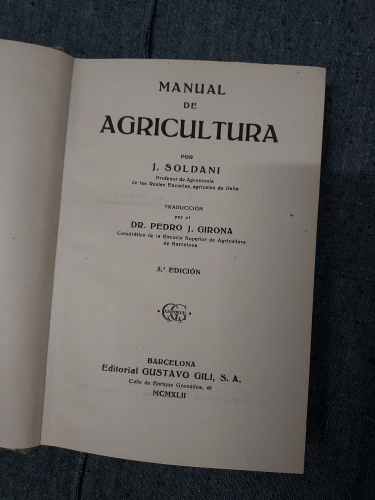 MANUAL
DE
AGRICULTURA
POR
J. SOLDANI
Profesor de Agronomía
de las Reales Escuelas agrícolas de Italia
TRADUCCIÓN
por el
DR. PEDRO J. GIRONA
Catedrático de la Escuela Superior de Agricultura
de Barcelona
3.ª EDICIÓN
BARCELONA
Editorial GUSTAVO GILI, S. A.
Calle de Enrique Granados, 45
MCMXLII